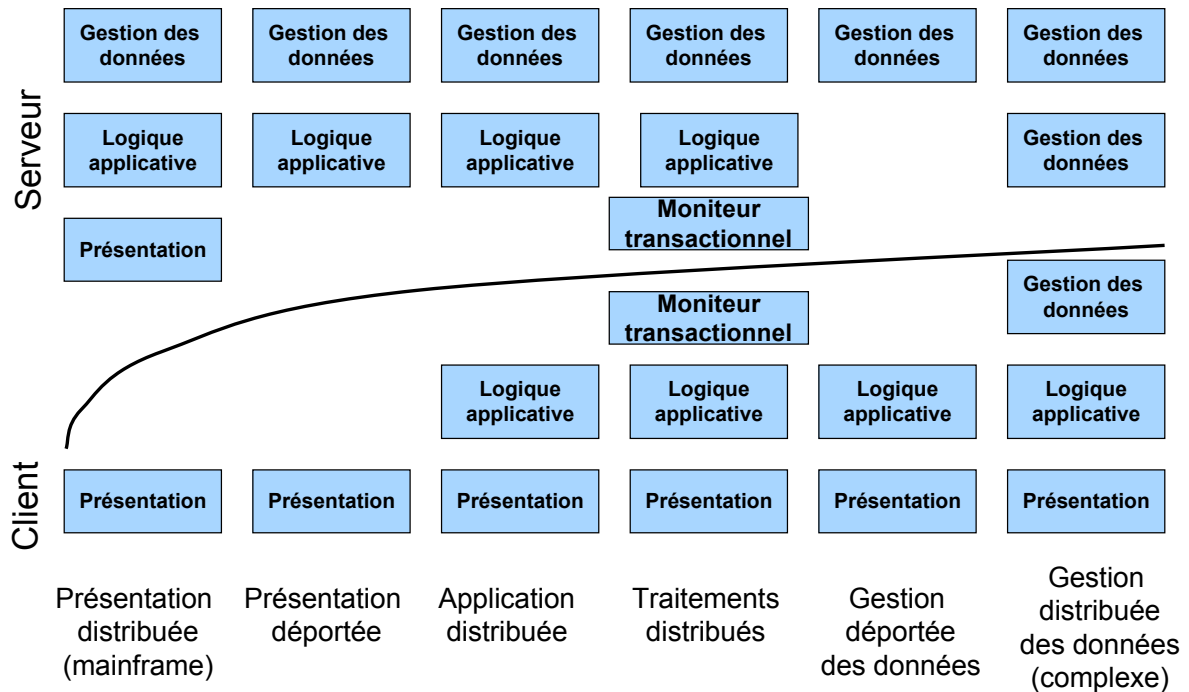 Serveur
Gestion des
données
Gestion des
données
Gestion des
données
Gestion des
données
Gestion des
données
Gestion des
données
Logique
applicative
Logique
applicative
Logique
applicative
Logique
applicative
Gestion des
données
Présentation
Moniteur
transactionnel
Client
Moniteur
transactionnel
Gestion des
données
Logique
applicative
Logique
applicative
Logique
applicative
Logique
applicative
Présentation
Présentation
Présentation
Présentation
Présentation
Présentation
Présentation
distribuée
(mainframe)
Présentation
déportée
Application
distribuée
Traitements
distribués
Gestion
déportée
des données
Gestion
distribuée
des données
(complexe)